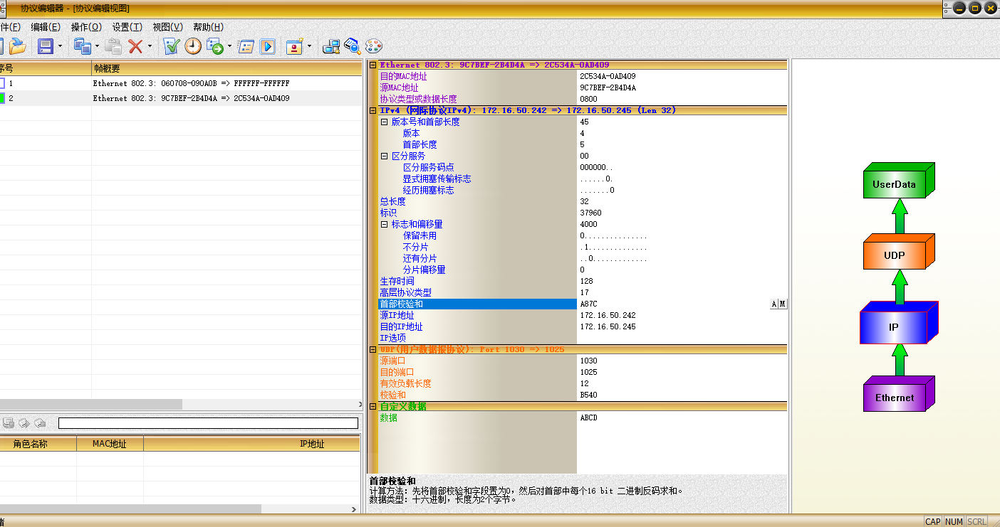 协议编辑器 - [协议编辑视图]
件(F) 编辑(E) 操作(O) 设置(T) 视图(V) 帮助(H)
序号 帧概要
1 Ethernet 802.3: 060708-090A0B => FFFFFF-FFFFFF
2 Ethernet 802.3: 9C7BEF-2B4D4A => 2C534A-0AD409
角色名称 MAC地址 IP地址
Ethernet 802.3: 9C7BEF-2B4D4A => 2C534A-0AD409
目的MAC地址 2C534A-0AD409
源MAC地址 9C7BEF-2B4D4A
协议类型或数据长度 0800
IPv4 (网际协议IPv4): 172.16.50.242 => 172.16.50.245 (Len 32)
版本号和首部长度 45
版本 4
首部长度 5
区分服务 00
区分服务码点 000000..
显式拥塞传输标志 ......0.
经历拥塞标志 .......0
总长度 32
标识 37960
标志和偏移量 4000
保留未用 0...............
不分片 .1..............
还有分片 ..0.............
分片偏移量 0
生存时间 128
高层协议类型 17
首部校验和 A87C A M
源IP地址 172.16.50.242
目的IP地址 172.16.50.245
IP选项
UDP(用户数据报协议): Port 1030 => 1025
源端口 1030
目的端口 1025
有效负载长度 12
校验和 B540
自定义数据
数据 ABCD
首部校验和
计算方法: 先将首部校验和字段置为0，然后对首部中每个16 bit 二进制反码求和。
数据类型: 十六进制，长度为2个字节。
UserData
UDP
IP
Ethernet
CAP NUM SCRL